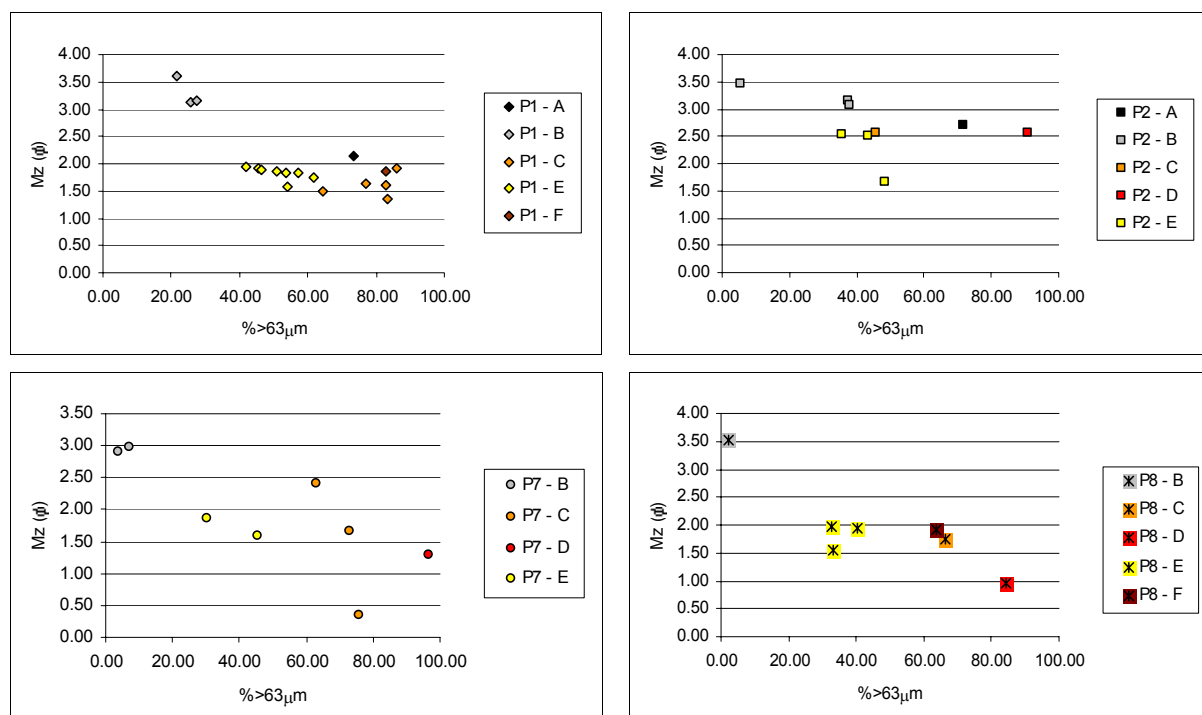 4.00
3.50
3.00
2.50
2.00
1.50
1.00
0.50
0.00
Mz (ϕ)
0.00 20.00 40.00 60.00 80.00 100.00
%>63μm
P1 - A
P1 - B
P1 - C
P1 - E
P1 - F
4.00
3.50
3.00
2.50
2.00
1.50
1.00
0.50
0.00
Mz (ϕ)
0.00 20.00 40.00 60.00 80.00 100.00
%>63μm
P2 - A
P2 - B
P2 - C
P2 - D
P2 - E
3.50
3.00
2.50
2.00
1.50
1.00
0.50
0.00
Mz (ϕ)
0.00 20.00 40.00 60.00 80.00 100.00
%>63μm
P7 - B
P7 - C
P7 - D
P7 - E
4.00
3.50
3.00
2.50
2.00
1.50
1.00
0.50
0.00
Mz (ϕ)
0.00 20.00 40.00 60.00 80.00 100.00
%>63μm
P8 - B
P8 - C
P8 - D
P8 - E
P8 - F